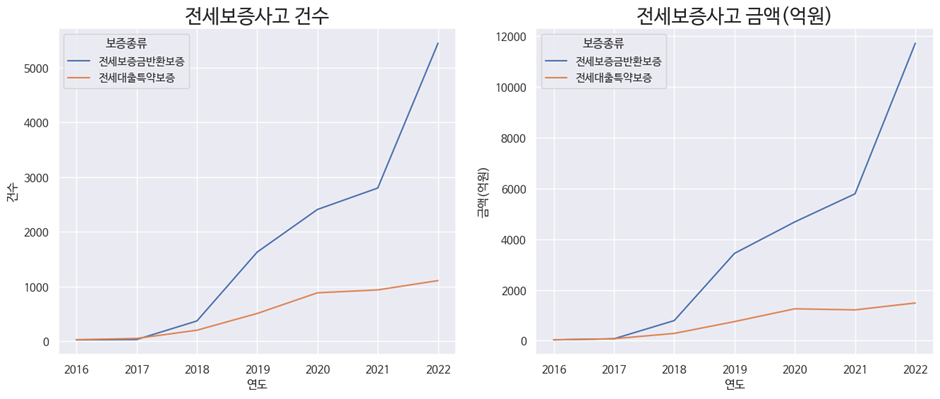 전세보증사고 건수
보증종류
전세보증금반환보증
전세대출특약보증
5000
4000
3000
2000
1000
0
건수
2016 2017 2018 2019 2020 2021 2022
연도
전세보증사고 금액(억원)
보증종류
전세보증금반환보증
전세대출특약보증
12000
10000
8000
6000
4000
2000
0
금액(억원)
2016 2017 2018 2019 2020 2021 2022
연도